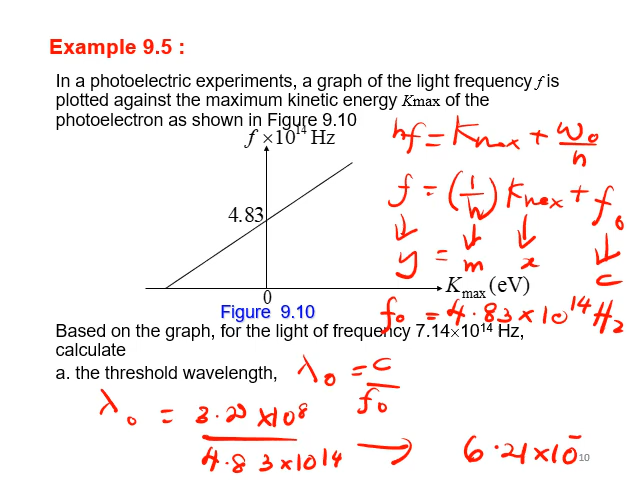 Example 9.5 :
In a photoelectric experiments, a graph of the light frequency f is
plotted against the maximum kinetic energy Kmax of the
photoelectron as shown in Figure 9.10
f ×10¹⁴ Hz
hf = Kmax + W₀/h
f = (1/h) Kmax + f₀
4.83
y = m x c
0
K max (eV)
Figure 9.10
f₀ = 4.83 × 10¹⁴ Hz
Based on the graph, for the light of frequency 7.14×10¹⁴ Hz,
calculate
a. the threshold wavelength,
λ₀ = c/f₀
λ₀ = 3.00 × 10⁸ / 4.83 × 10¹⁴ → 6.21 × 10⁻
10